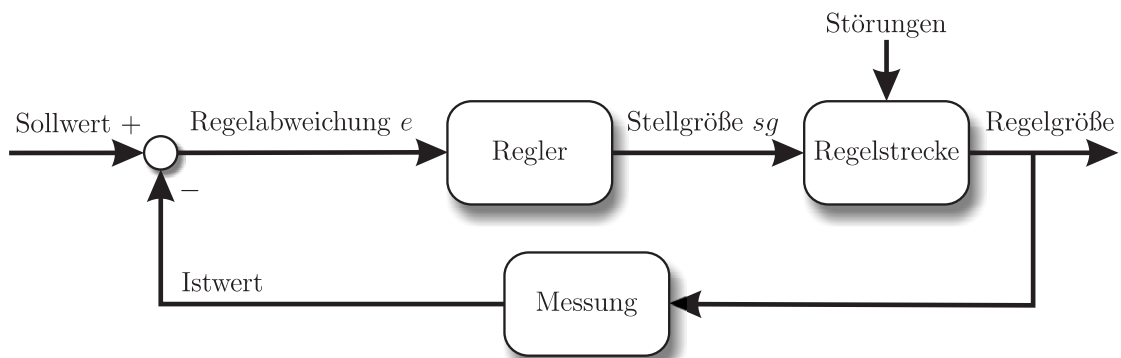 Störungen
Sollwert +
Regelabweichung e
Regler
Stellgröße sg
Regelstrecke
Regelgröße
−
Istwert
Messung